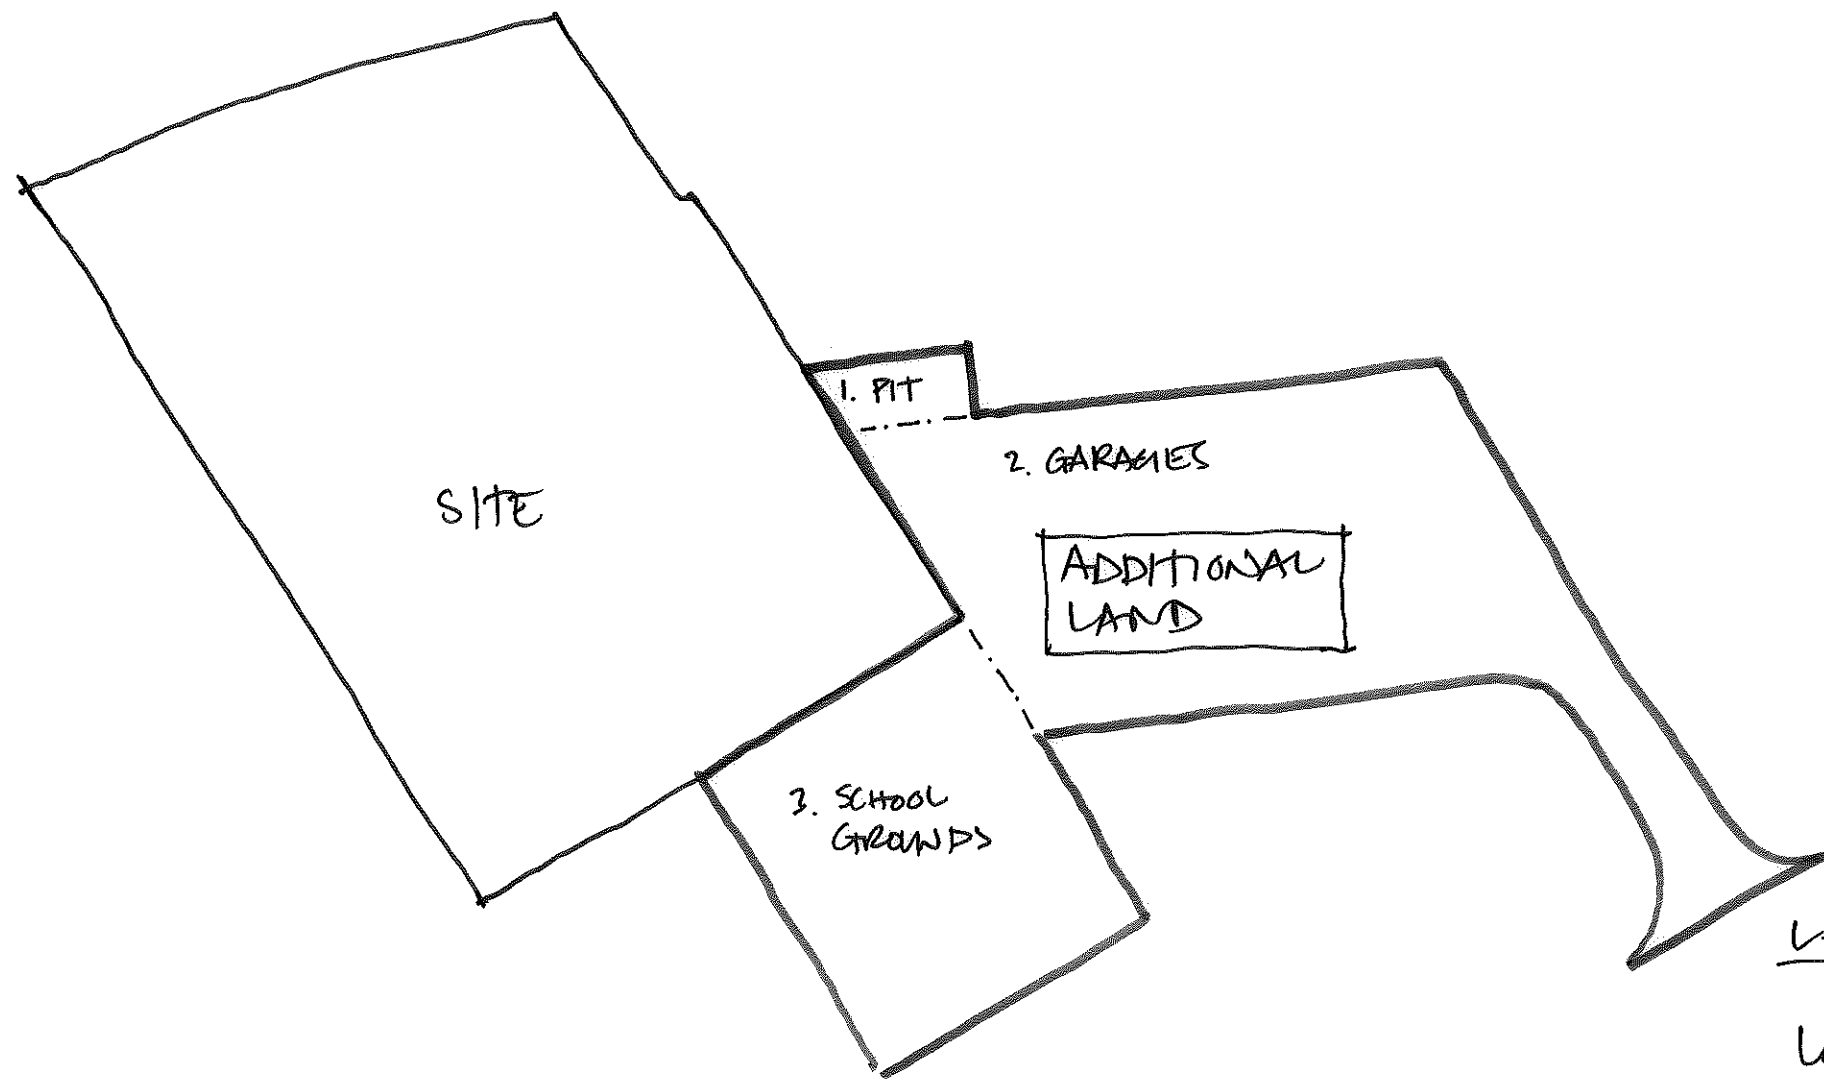 1. PIT
2. GARAGES
SITE
ADDITIONAL
LAND
3. SCHOOL
GROUNDS